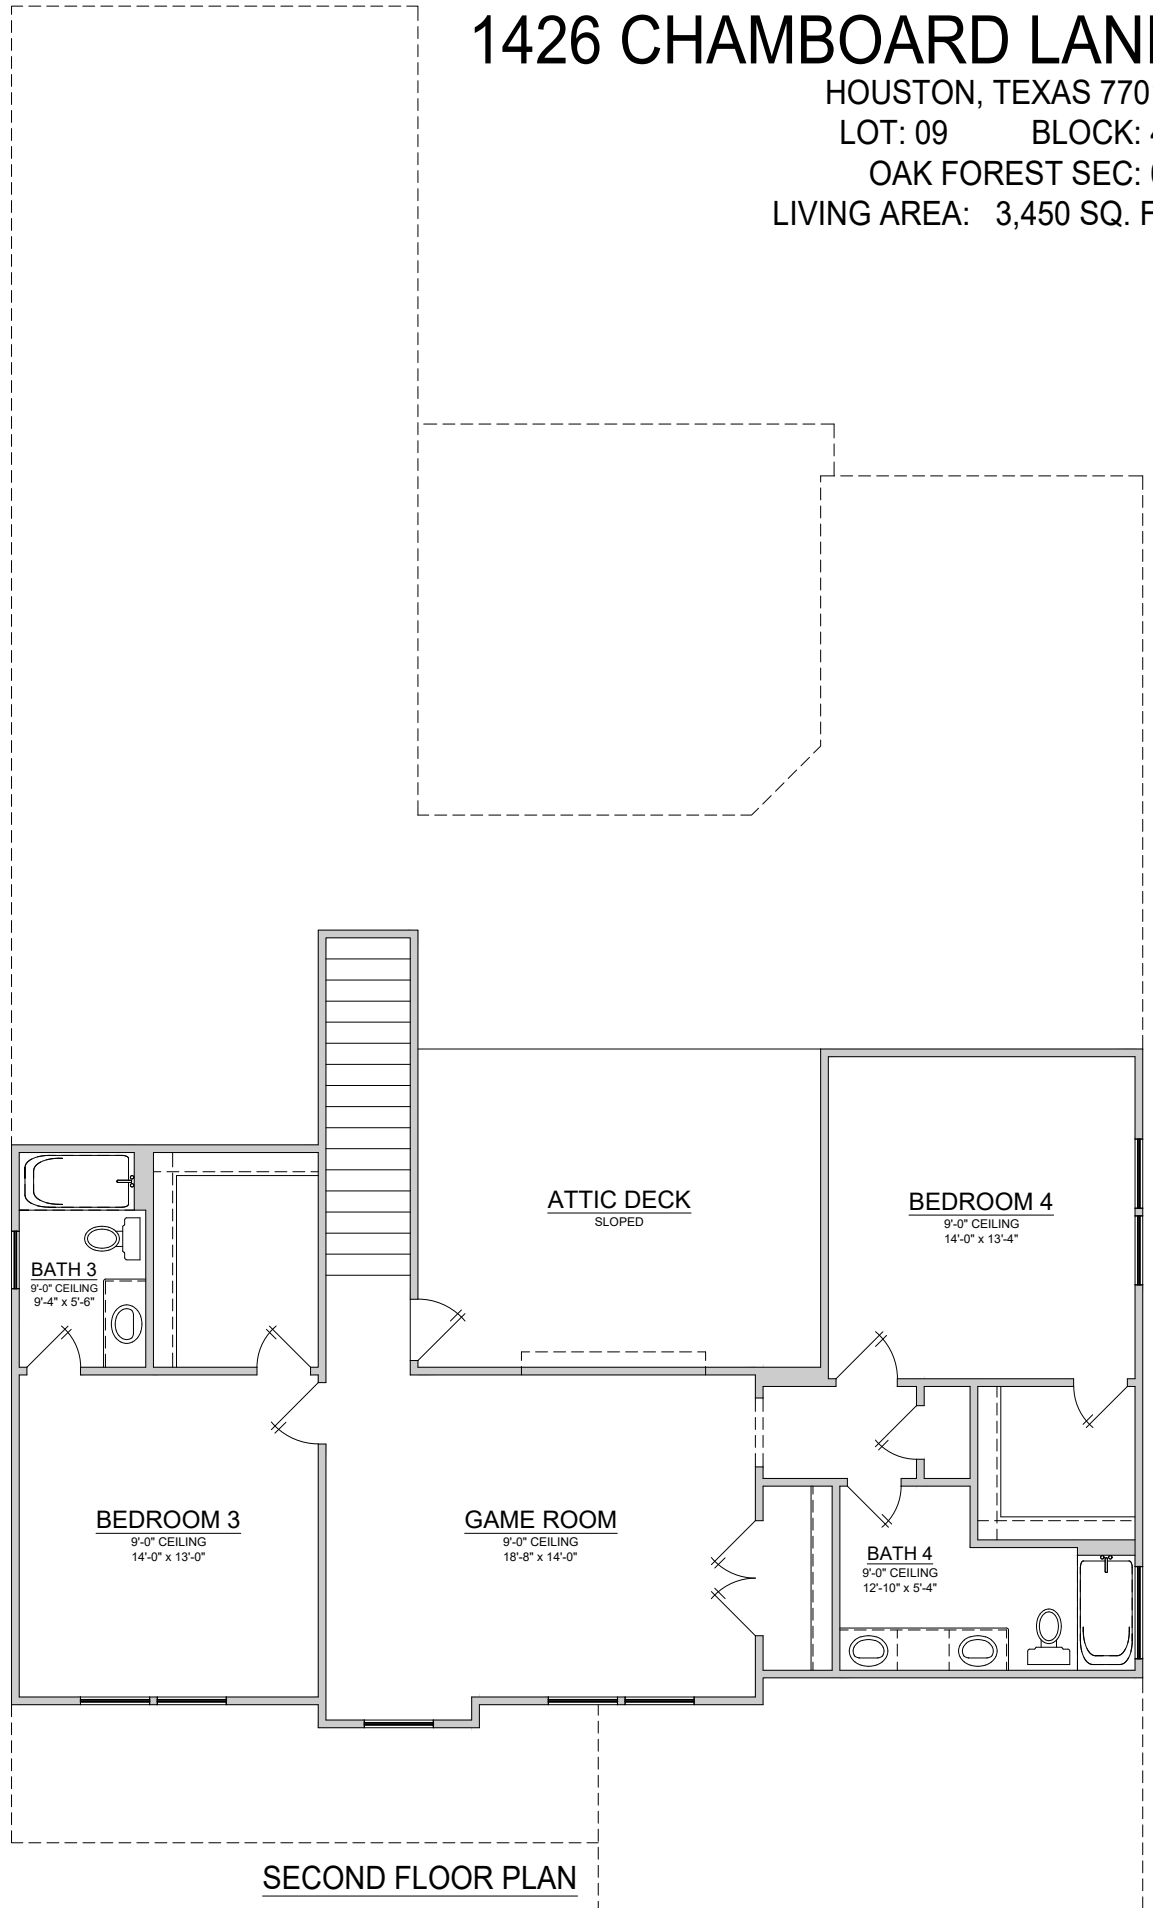 1426 CHAMBOARD LAN
HOUSTON, TEXAS 770
LOT: 09 BLOCK:
OAK FOREST SEC:
LIVING AREA: 3,450 SQ.
ATTIC DECK
SLOPED
BEDROOM 4
9'-0" CEILING
14'-0" x 13'-4"
BATH 3
9'-0" CEILING
9'-4" x 5'-6"
BEDROOM 3
9'-0" CEILING
14'-0" x 13'-0"
GAME ROOM
9'-0" CEILING
18'-8" x 14'-0"
BATH 4
9'-0" CEILING
12'-10" x 5'-4"
SECOND FLOOR PLAN